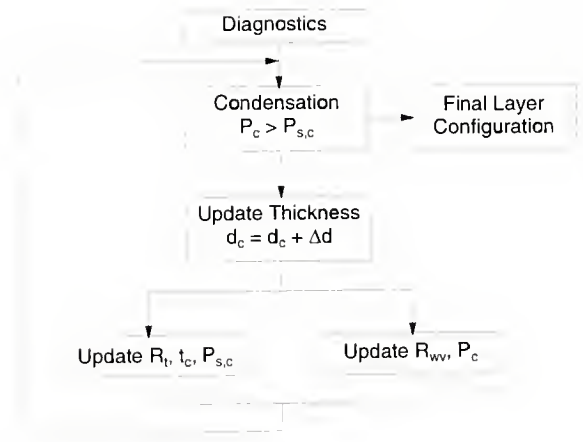 Diagnostics
Condensation
P_c > P_s,c
Final Layer
Configuration
Update Thickness
d_c = d_c + Δd
Update R_t, t_c, P_s,c
Update R_wv, P_c